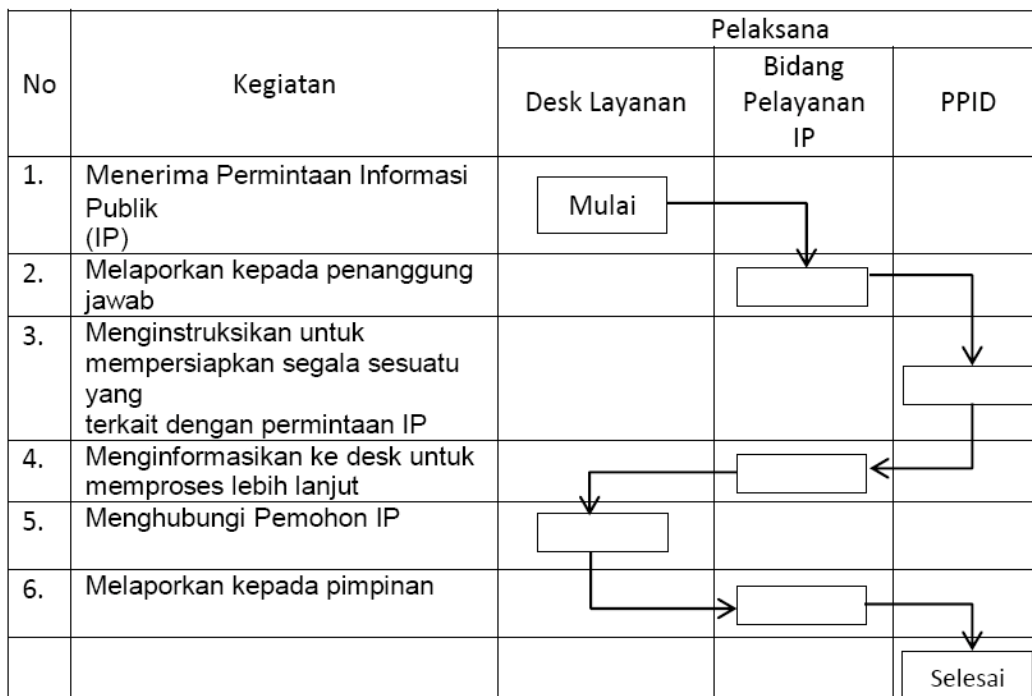 Pelaksana
No
Kegiatan
Desk Layanan
Bidang
Pelayanan
IP
PPID
1.
Menerima Permintaan Informasi
Publik
(IP)
Mulai
2.
Melaporkan kepada penanggung
jawab
3.
Menginstruksikan untuk
mempersiapkan segala sesuatu
yang
terkait dengan permintaan IP
4.
Menginformasikan ke desk untuk
memproses lebih lanjut
5.
Menghubungi Pemohon IP
6.
Melaporkan kepada pimpinan
Selesai